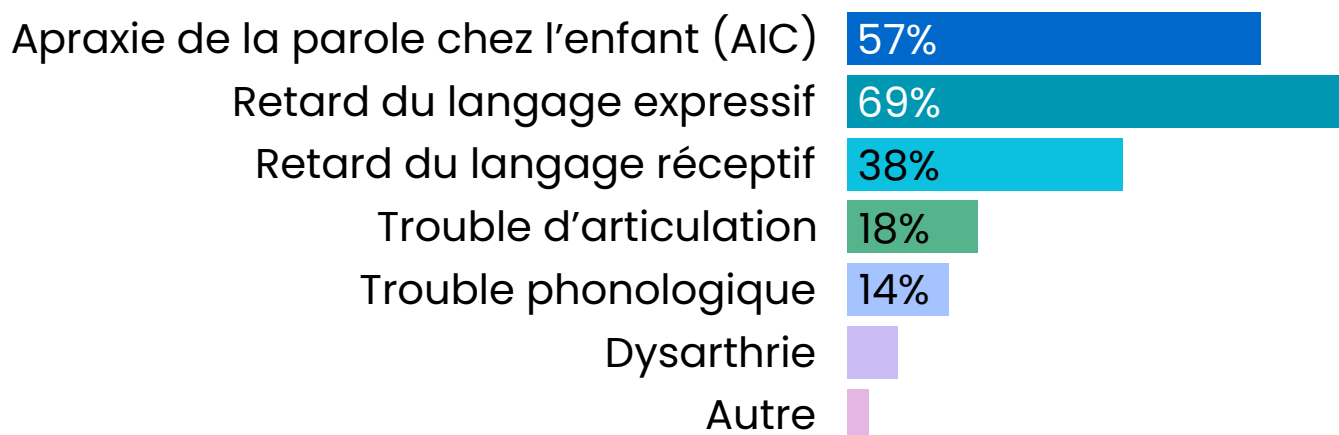 Apraxie de la parole chez l’enfant (AIC) 57%
Retard du langage expressif 69%
Retard du langage réceptif 38%
Trouble d’articulation 18%
Trouble phonologique 14%
Dysarthrie
Autre